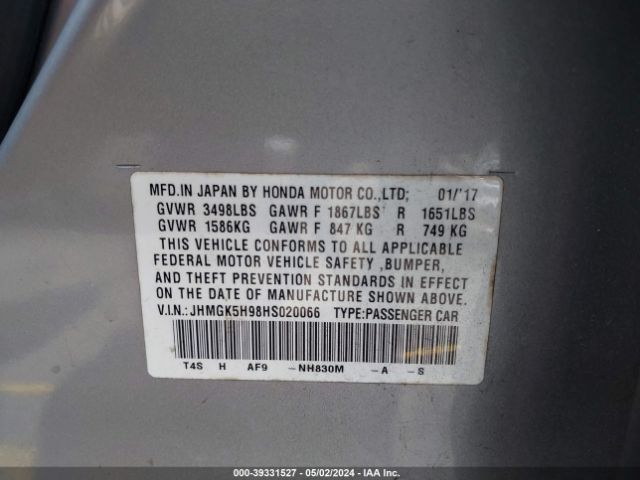 MFD.IN JAPAN BY HONDA MOTOR CO.,LTD; 01/'17
GVWR 3498LBS GAWR F 1867LBS R 1651LBS
GVWR 1586KG GAWR F 847 KG R 749 KG
THIS VEHICLE CONFORMS TO ALL APPLICABLE
FEDERAL MOTOR VEHICLE SAFETY ,BUMPER,
AND THEFT PREVENTION STANDARDS IN EFFECT
ON THE DATE OF MANUFACTURE SHOWN ABOVE.
V.I.N.: JHMGK5H98HS020066 TYPE:PASSENGER CAR
T4S H AF9 -NH830M -A -S
000-39331527 - 05/02/2024 - IAA Inc.